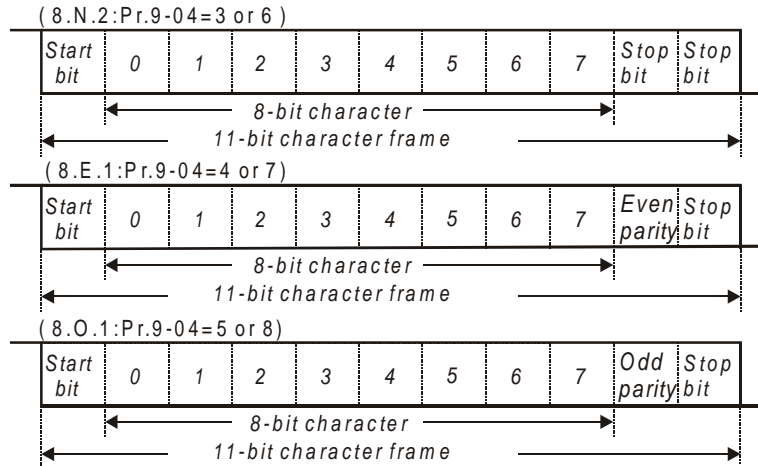 (8.N.2:Pr.9-04=3 or 6)
Start bit 0 1 2 3 4 5 6 7 Stop bit Stop bit
8-bit character
11-bit character frame
(8.E.1:Pr.9-04=4 or 7)
Start bit 0 1 2 3 4 5 6 7 Even parity Stop bit
8-bit character
11-bit character frame
(8.O.1:Pr.9-04=5 or 8)
Start bit 0 1 2 3 4 5 6 7 Odd parity Stop bit
8-bit character
11-bit character frame